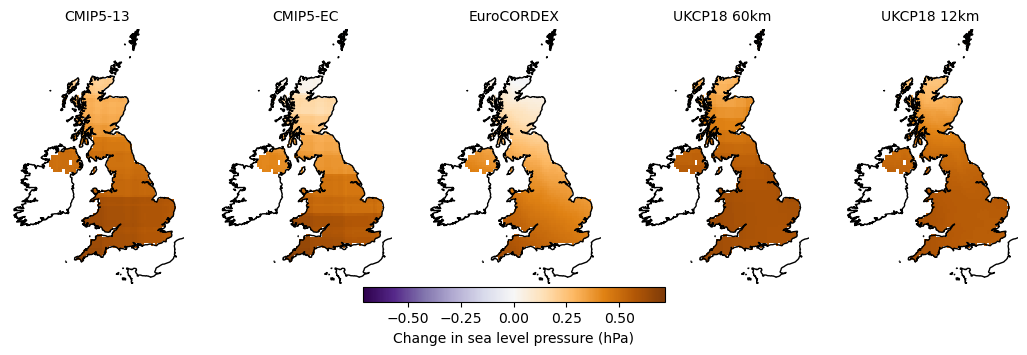 CMIP5-13 CMIP5-EC EuroCORDEX UKCP18 60km UKCP18 12km
−0.50 −0.25 0.00 0.25 0.50
Change in sea level pressure (hPa)